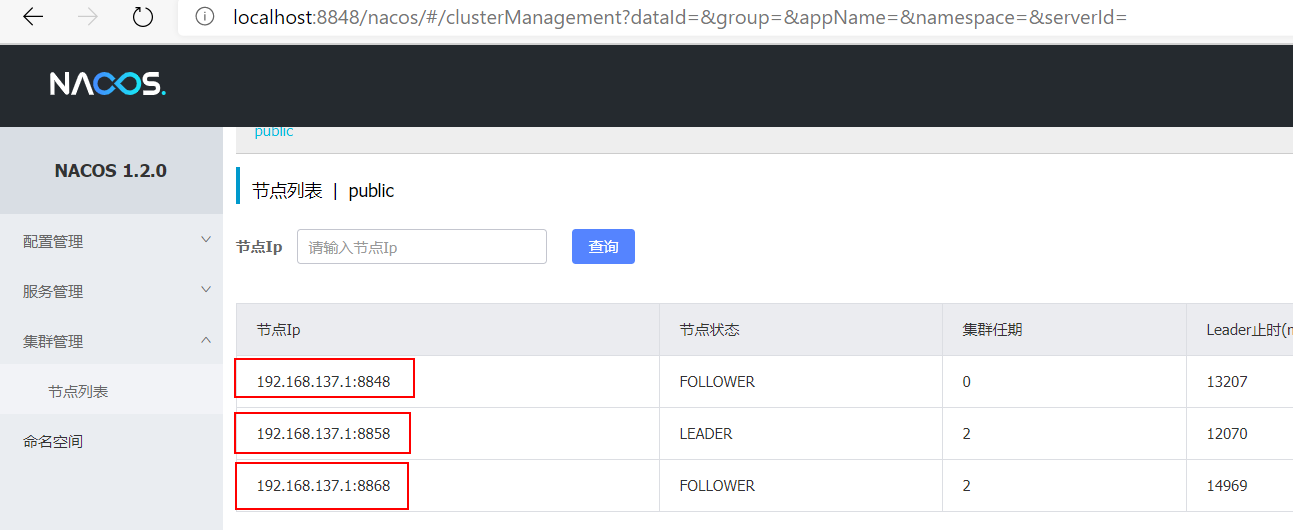 localhost:8848/nacos/#/clusterManagement?dataId=&group=&appName=&namespace=&serverId=
NACOS.
public
NACOS 1.2.0
节点列表 | public
配置管理
节点Ip 请输入节点Ip 查询
服务管理
集群管理
节点Ip 节点状态 集群任期 Leader止时(
节点列表
192.168.137.1:8848 FOLLOWER 0 13207
命名空间
192.168.137.1:8858 LEADER 2 12070
192.168.137.1:8868 FOLLOWER 2 14969